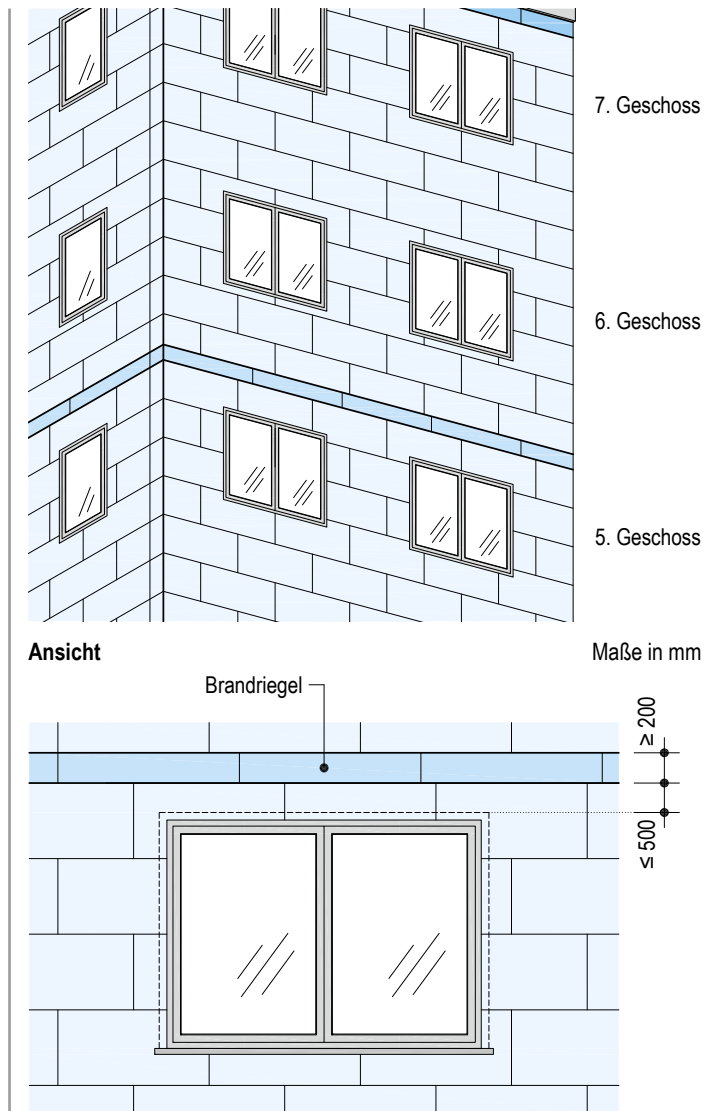 7. Geschoss
6. Geschoss
5. Geschoss
Ansicht
Maße in mm
Brandriegel
≥ 200
≤ 500